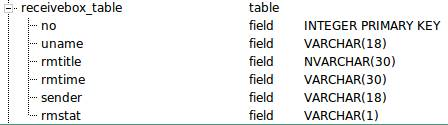 receivebox_table table
no field INTEGER PRIMARY KEY
uname field VARCHAR(18)
rmtitle field NVARCHAR(30)
rmtime field VARCHAR(30)
sender field VARCHAR(18)
rmstat field VARCHAR(1)